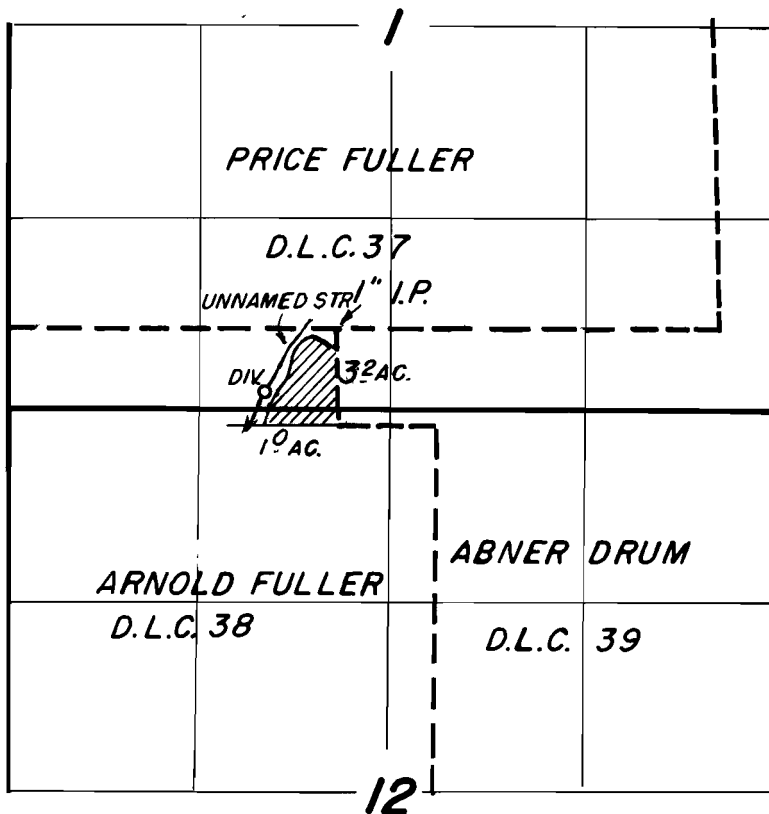 1
PRICE FULLER
D.L.C. 37
UNNAMED STR.
1" I.P.
DIV.
3.2 AC.
1.0 AC.
ABNER DRUM
ARNOLD FULLER
D.L.C. 38
D.L.C. 39
12